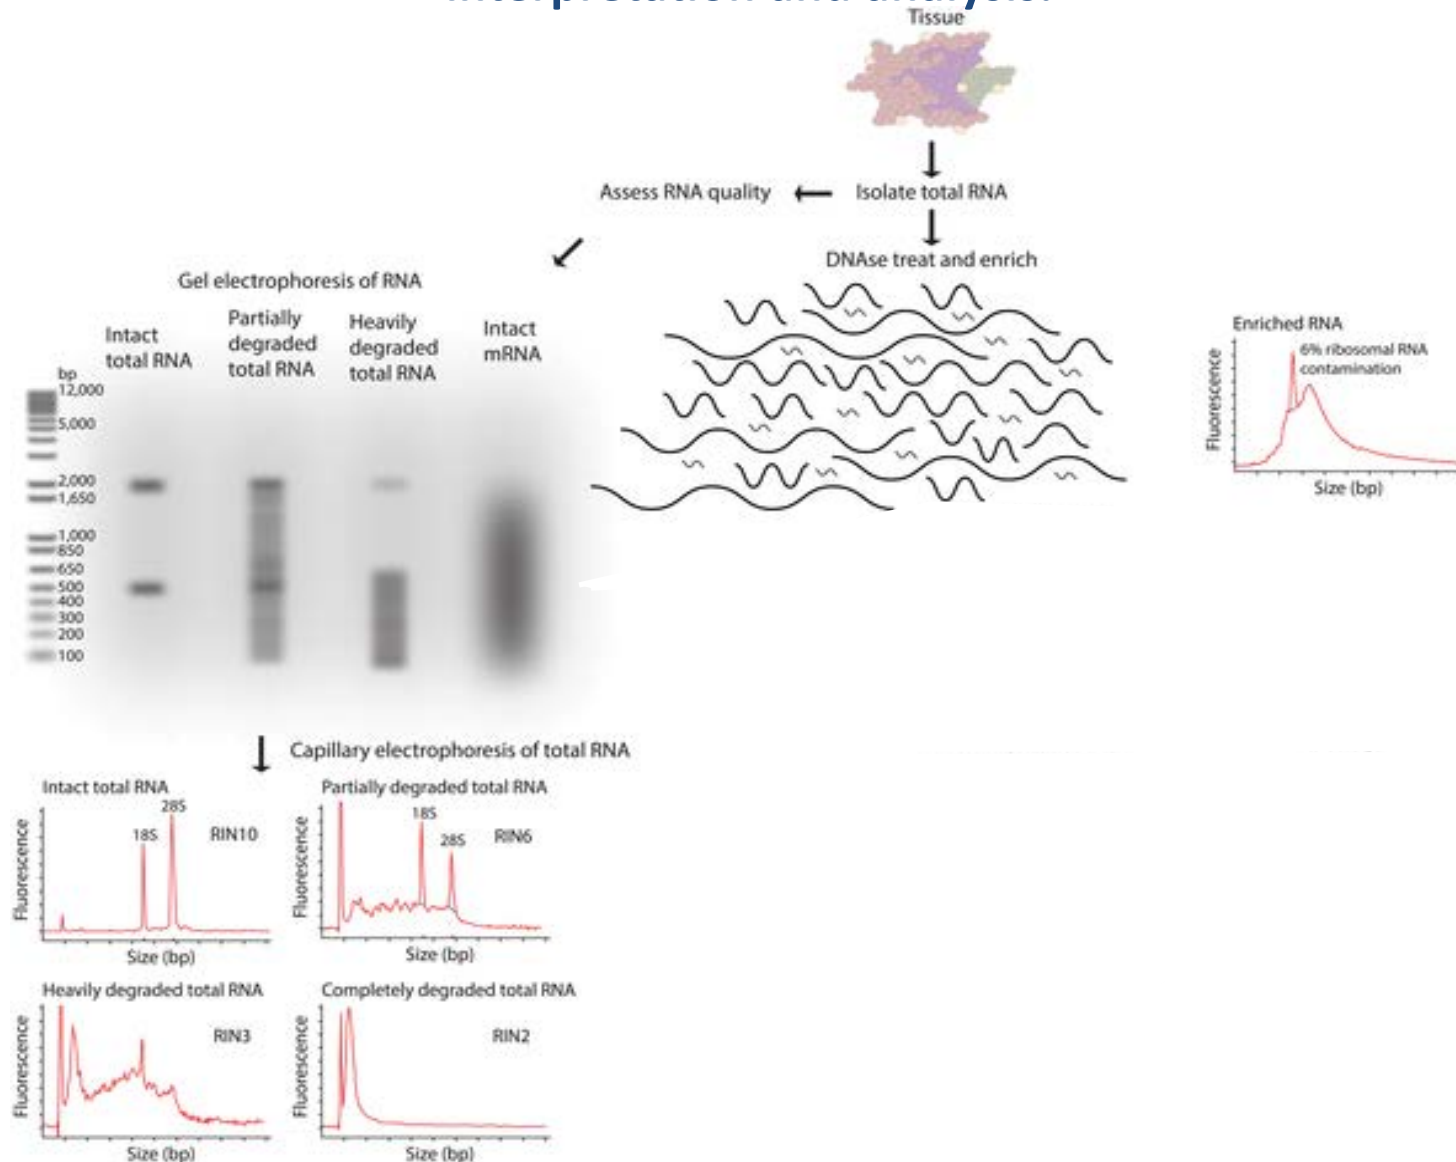 Interpretation and analysis.
Tissue
Assess RNA quality
Isolate total RNA
DNAse treat and enrich
Gel electrophoresis of RNA
Intact
total RNA
Partially
degraded
total RNA
Heavily
degraded
total RNA
Intact
mRNA
bp
12,000
5,000
2,000
1,650
1,000
850
650
500
400
300
200
100
Enriched RNA
6% ribosomal RNA
contamination
Fluorescence
Size (bp)
Capillary electrophoresis of total RNA
Intact total RNA
28S
18S
RIN10
Fluorescence
Size (bp)
Partially degraded total RNA
18S
28S
RIN6
Fluorescence
Size (bp)
Heavily degraded total RNA
RIN3
Fluorescence
Size (bp)
Completely degraded total RNA
RIN2
Fluorescence
Size (bp)